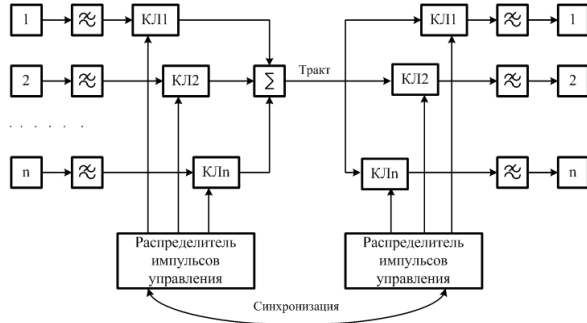 1 КЛ1 КЛ1 1
2 КЛ2 Σ Тракт КЛ2 2
. . . . . .
n КЛn КЛn n
Распределитель
импульсов
управления
Распределитель
импульсов
управления
Синхронизация